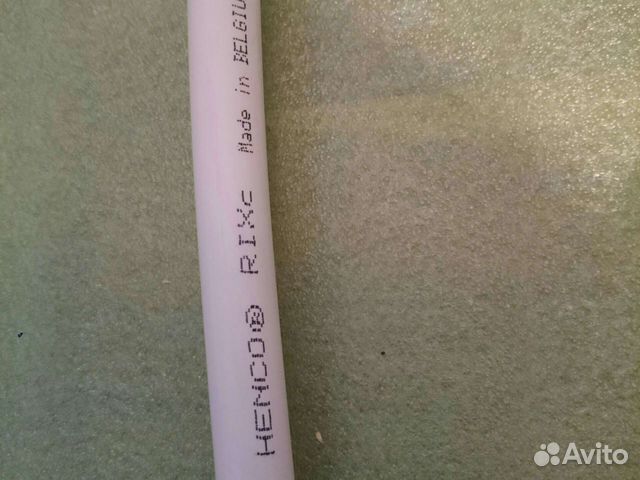 HENCO® RIXc Made in BELGIU
Avito